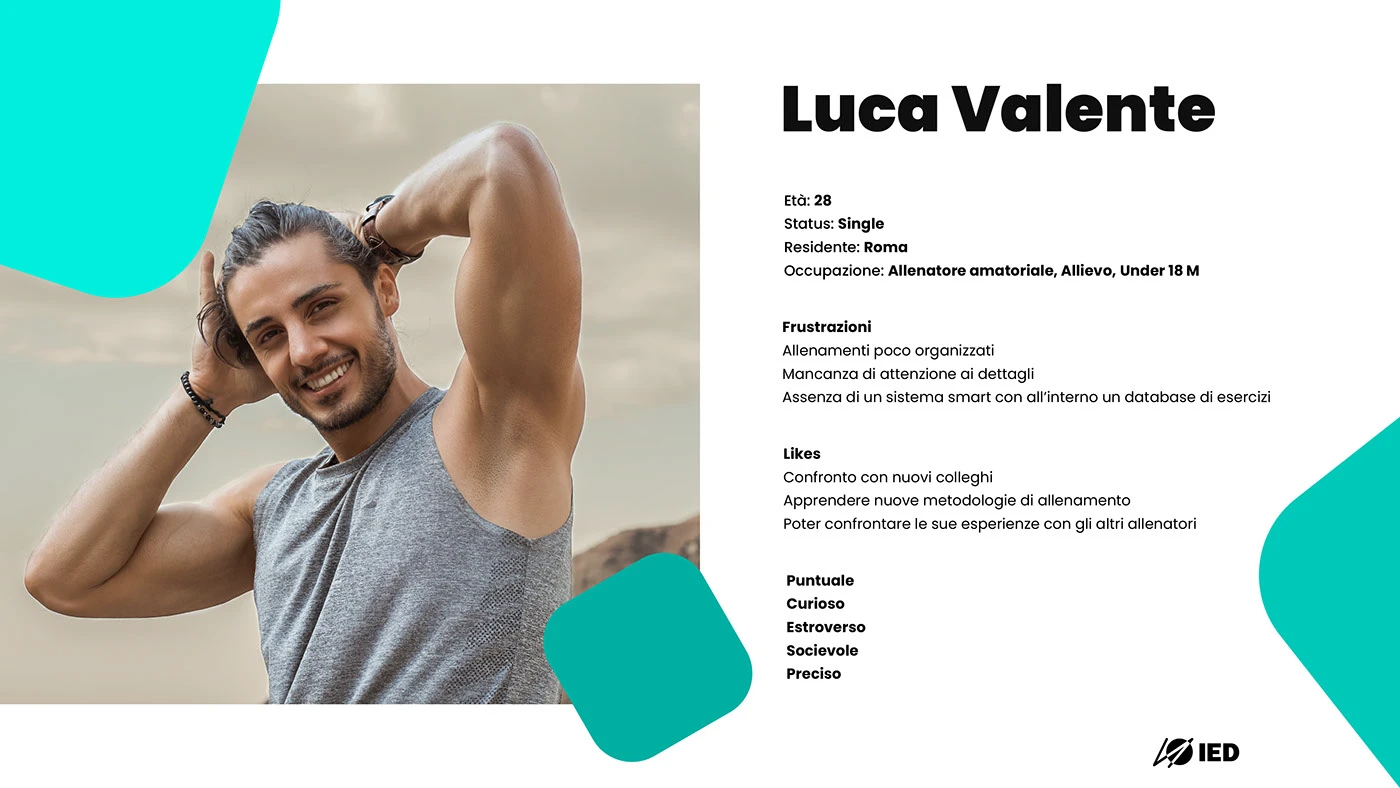 Luca Valente
Età: 28
Status: Single
Residente: Roma
Occupazione: Allenatore amatoriale, Allievo, Under 18 M
Frustrazioni
Allenamenti poco organizzati
Mancanza di attenzione ai dettagli
Assenza di un sistema smart con all’interno un database di esercizi
Likes
Confronto con nuovi colleghi
Apprendere nuove metodologie di allenamento
Poter confrontare le sue esperienze con gli altri allenatori
Puntuale
Curioso
Estroverso
Socievole
Preciso
IED